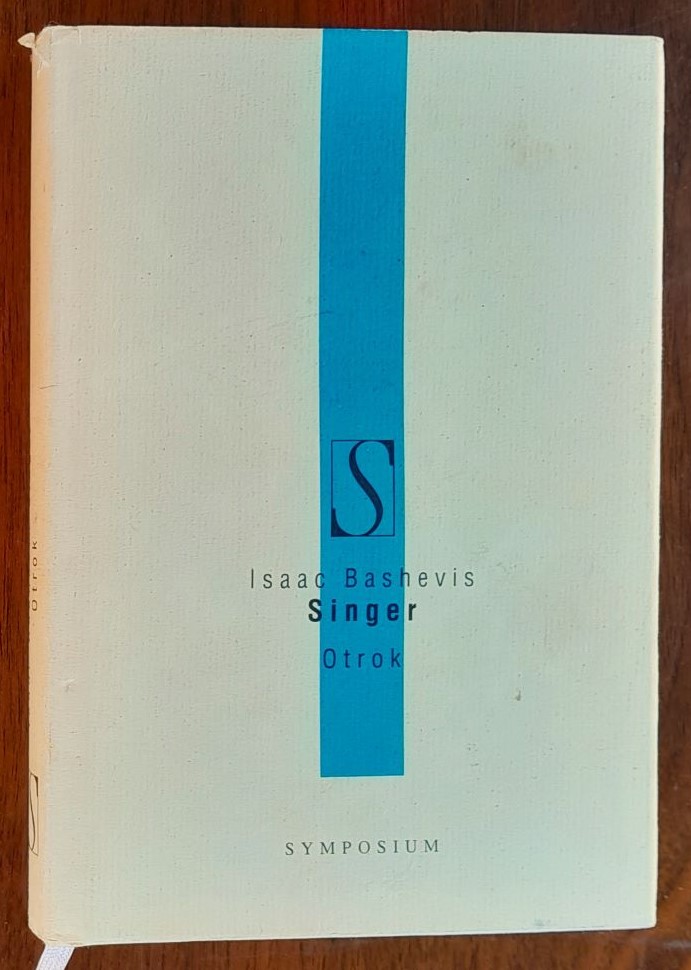 S
Isaac Bashevis
Singer
Otrok
SYMPOSIUM
Otrok
S